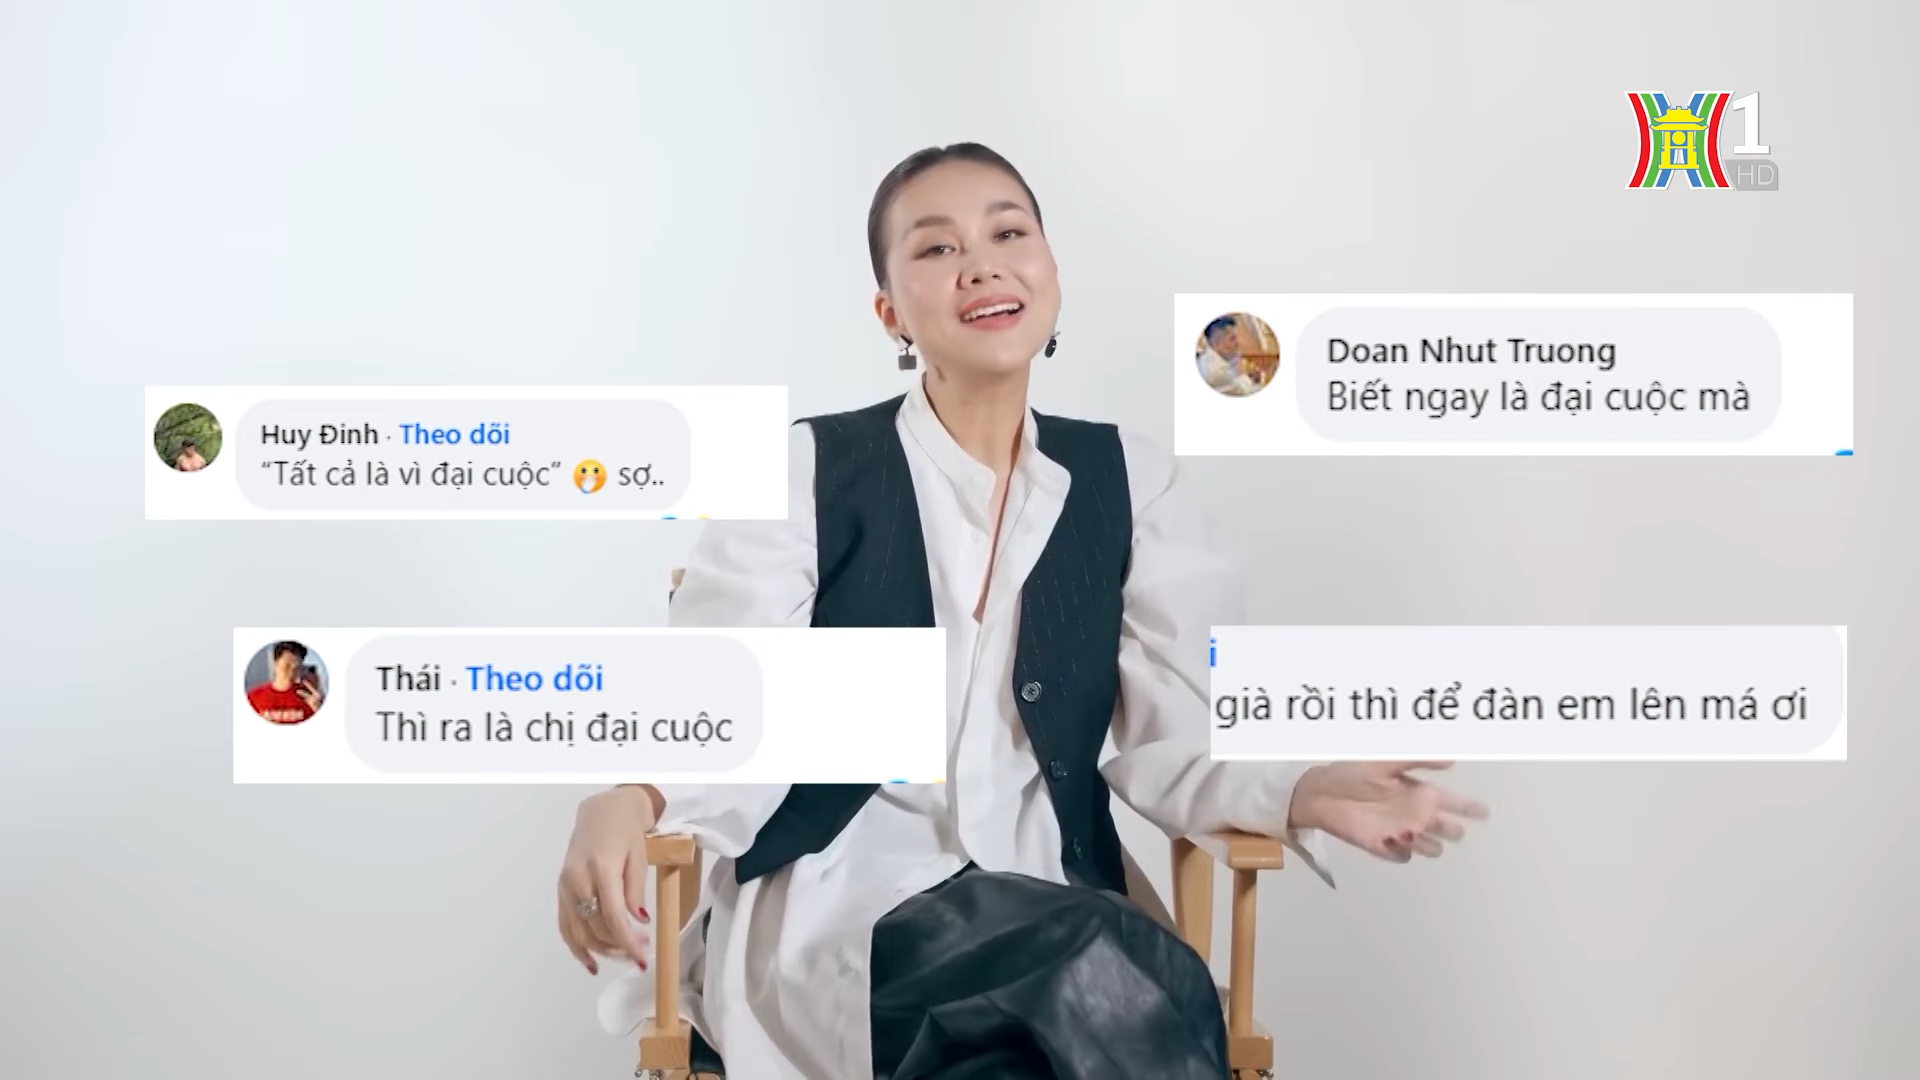 1
HD
Doan Nhut Truong
Biết ngay là đại cuộc mà
Huy Đinh · Theo dõi
“Tất cả là vì đại cuộc” 🤭 sợ..
Thái · Theo dõi
Thì ra là chị đại cuộc
i
già rồi thì để đàn em lên má ơi